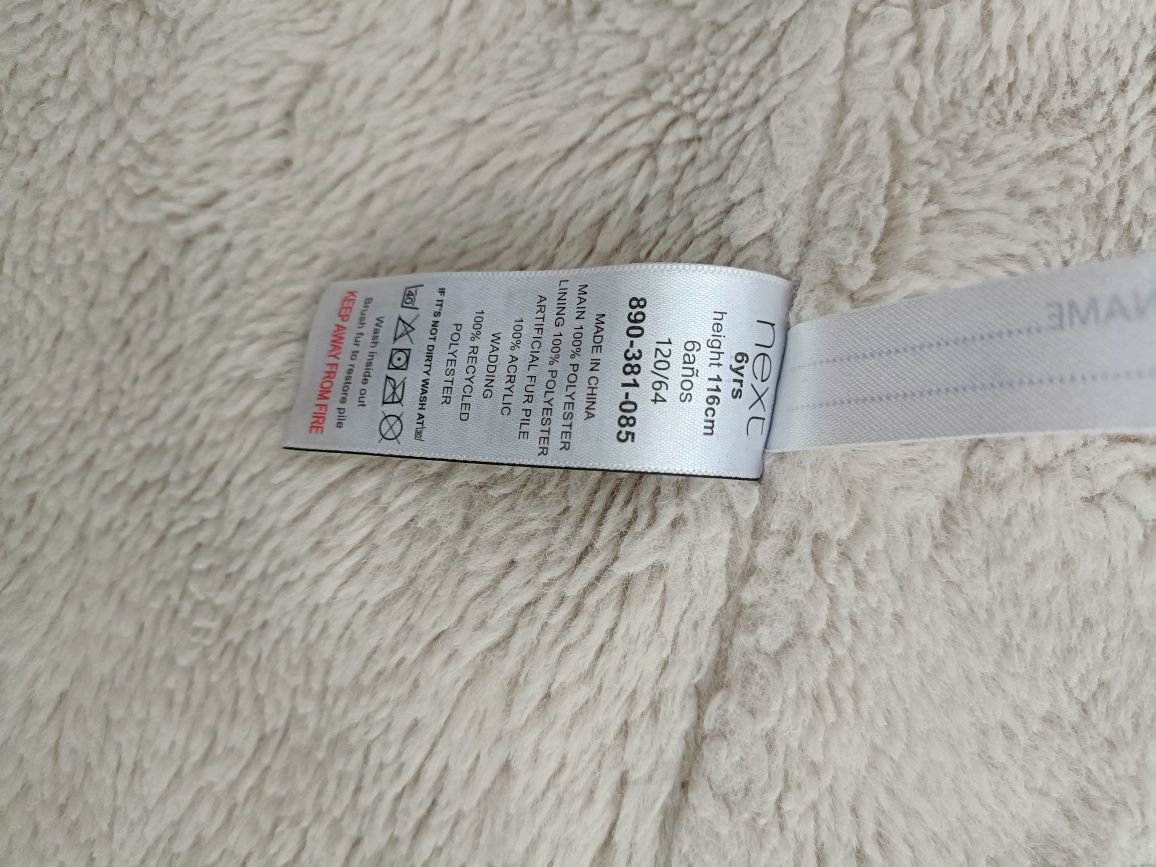 next
6yrs
height 116cm
6años
120/64
890-381-085
MADE IN CHINA
MAIN 100% POLYESTER
LINING 100% POLYESTER
ARTIFICIAL FUR PILE
100% ACRYLIC
WADDING
100% RECYCLED
POLYESTER
IF IT'S NOT DIRTY WASH AT 30
40
Wash inside out
Brush fur to restore pile
KEEP AWAY FROM FIRE
NAME